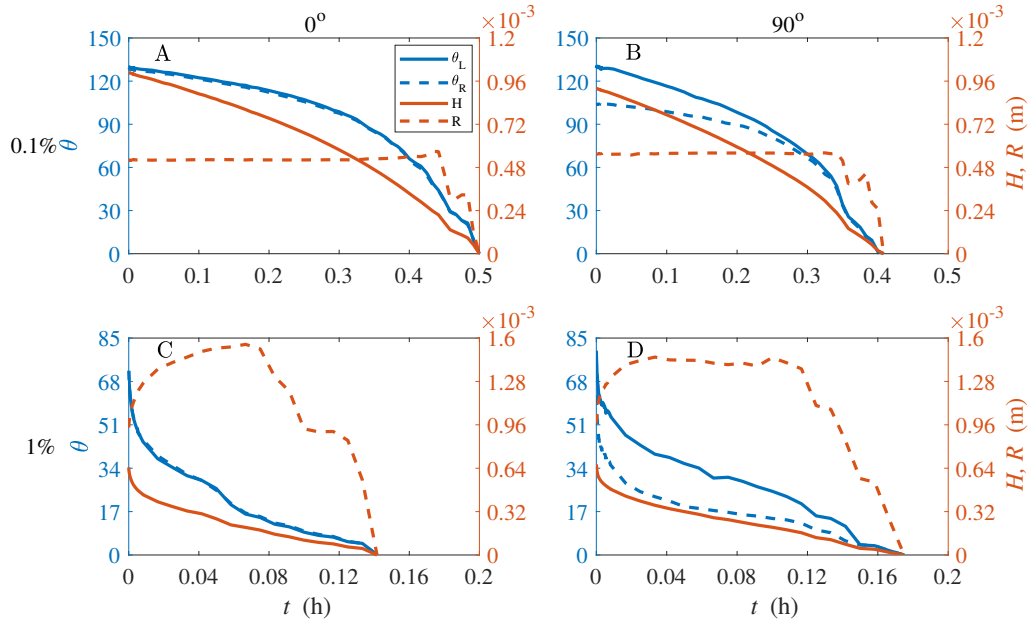 0° 90°
×10⁻³ ×10⁻³
150 A 1.2 150 B 1.2
θ_L
120 0.96 120 0.96
θ_R
H
90 R 0.72 90 0.72
0.1% θ H, R (m)
60 0.48 60 0.48
30 0.24 30 0.24
0 0 0 0
0 0.1 0.2 0.3 0.4 0.5 0 0.1 0.2 0.3 0.4 0.5
×10⁻³ ×10⁻³
85 C 1.6 85 D 1.6
68 1.28 68 1.28
51 0.96 51 0.96
1% θ H, R (m)
34 0.64 34 0.64
17 0.32 17 0.32
0 0 0 0
0 0.04 0.08 0.12 0.16 0.2 0 0.04 0.08 0.12 0.16 0.2
t (h) t (h)